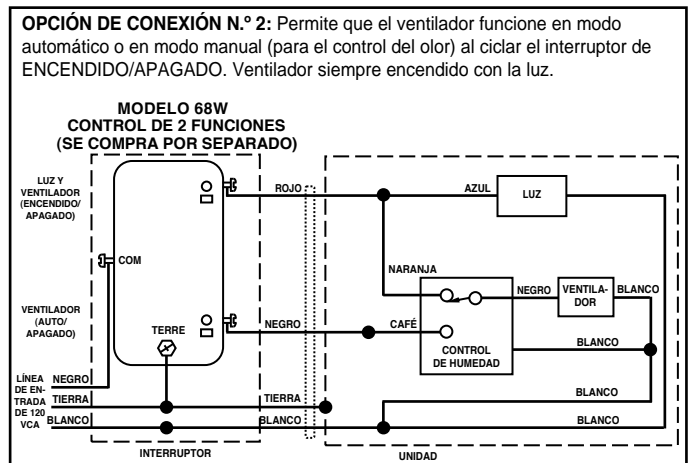 OPCIÓN DE CONEXIÓN N.º 2: Permite que el ventilador funcione en modo
automático o en modo manual (para el control del olor) al ciclar el interruptor de
ENCENDIDO/APAGADO. Ventilador siempre encendido con la luz.
MODELO 68W
CONTROL DE 2 FUNCIONES
(SE COMPRA POR SEPARADO)
LUZ Y
VENTILADOR
(ENCENDIDO/
APAGADO)
ROJO
AZUL
LUZ
COM
NARANJA
NEGRO
VENTILA-
DOR
BLANCO
VENTILADOR
(AUTO/
APAGADO)
TERRE
NEGRO
CAFÉ
CONTROL
DE HUMEDAD
BLANCO
LÍNEA
DE EN-
TRADA
DE 120
VCA
NEGRO
TIERRA
TIERRA
BLANCO
BLANCO
BLANCO
BLANCO
INTERRUPTOR
UNIDAD